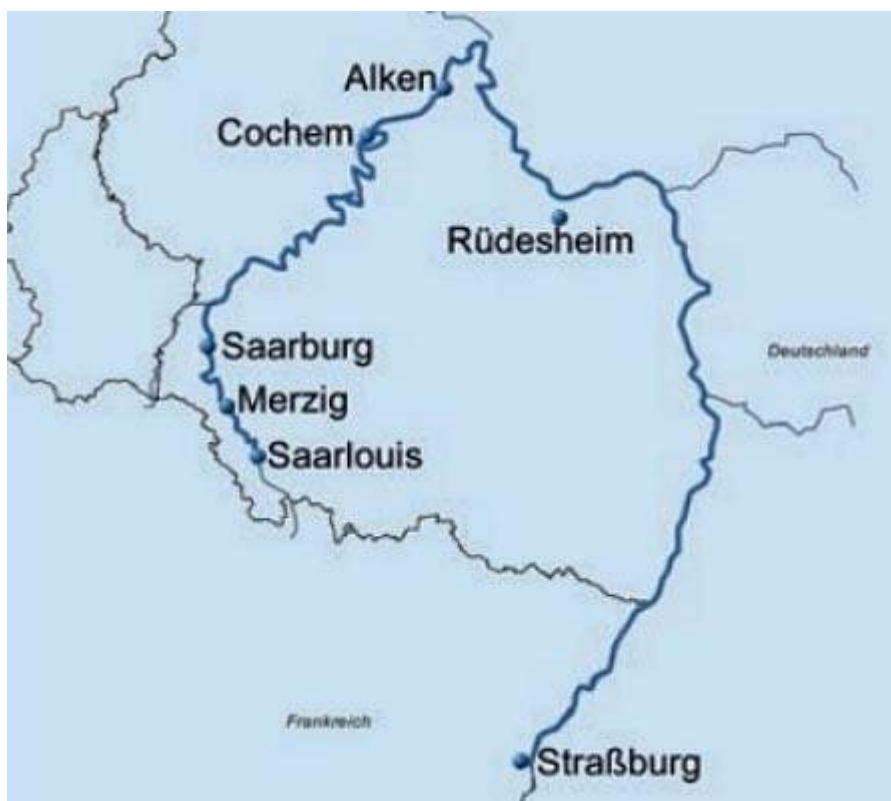 Alken
Cochem
Rüdesheim
Saarburg
Deutschland
Merzig
Saarlouis
Frankreich
Straßburg